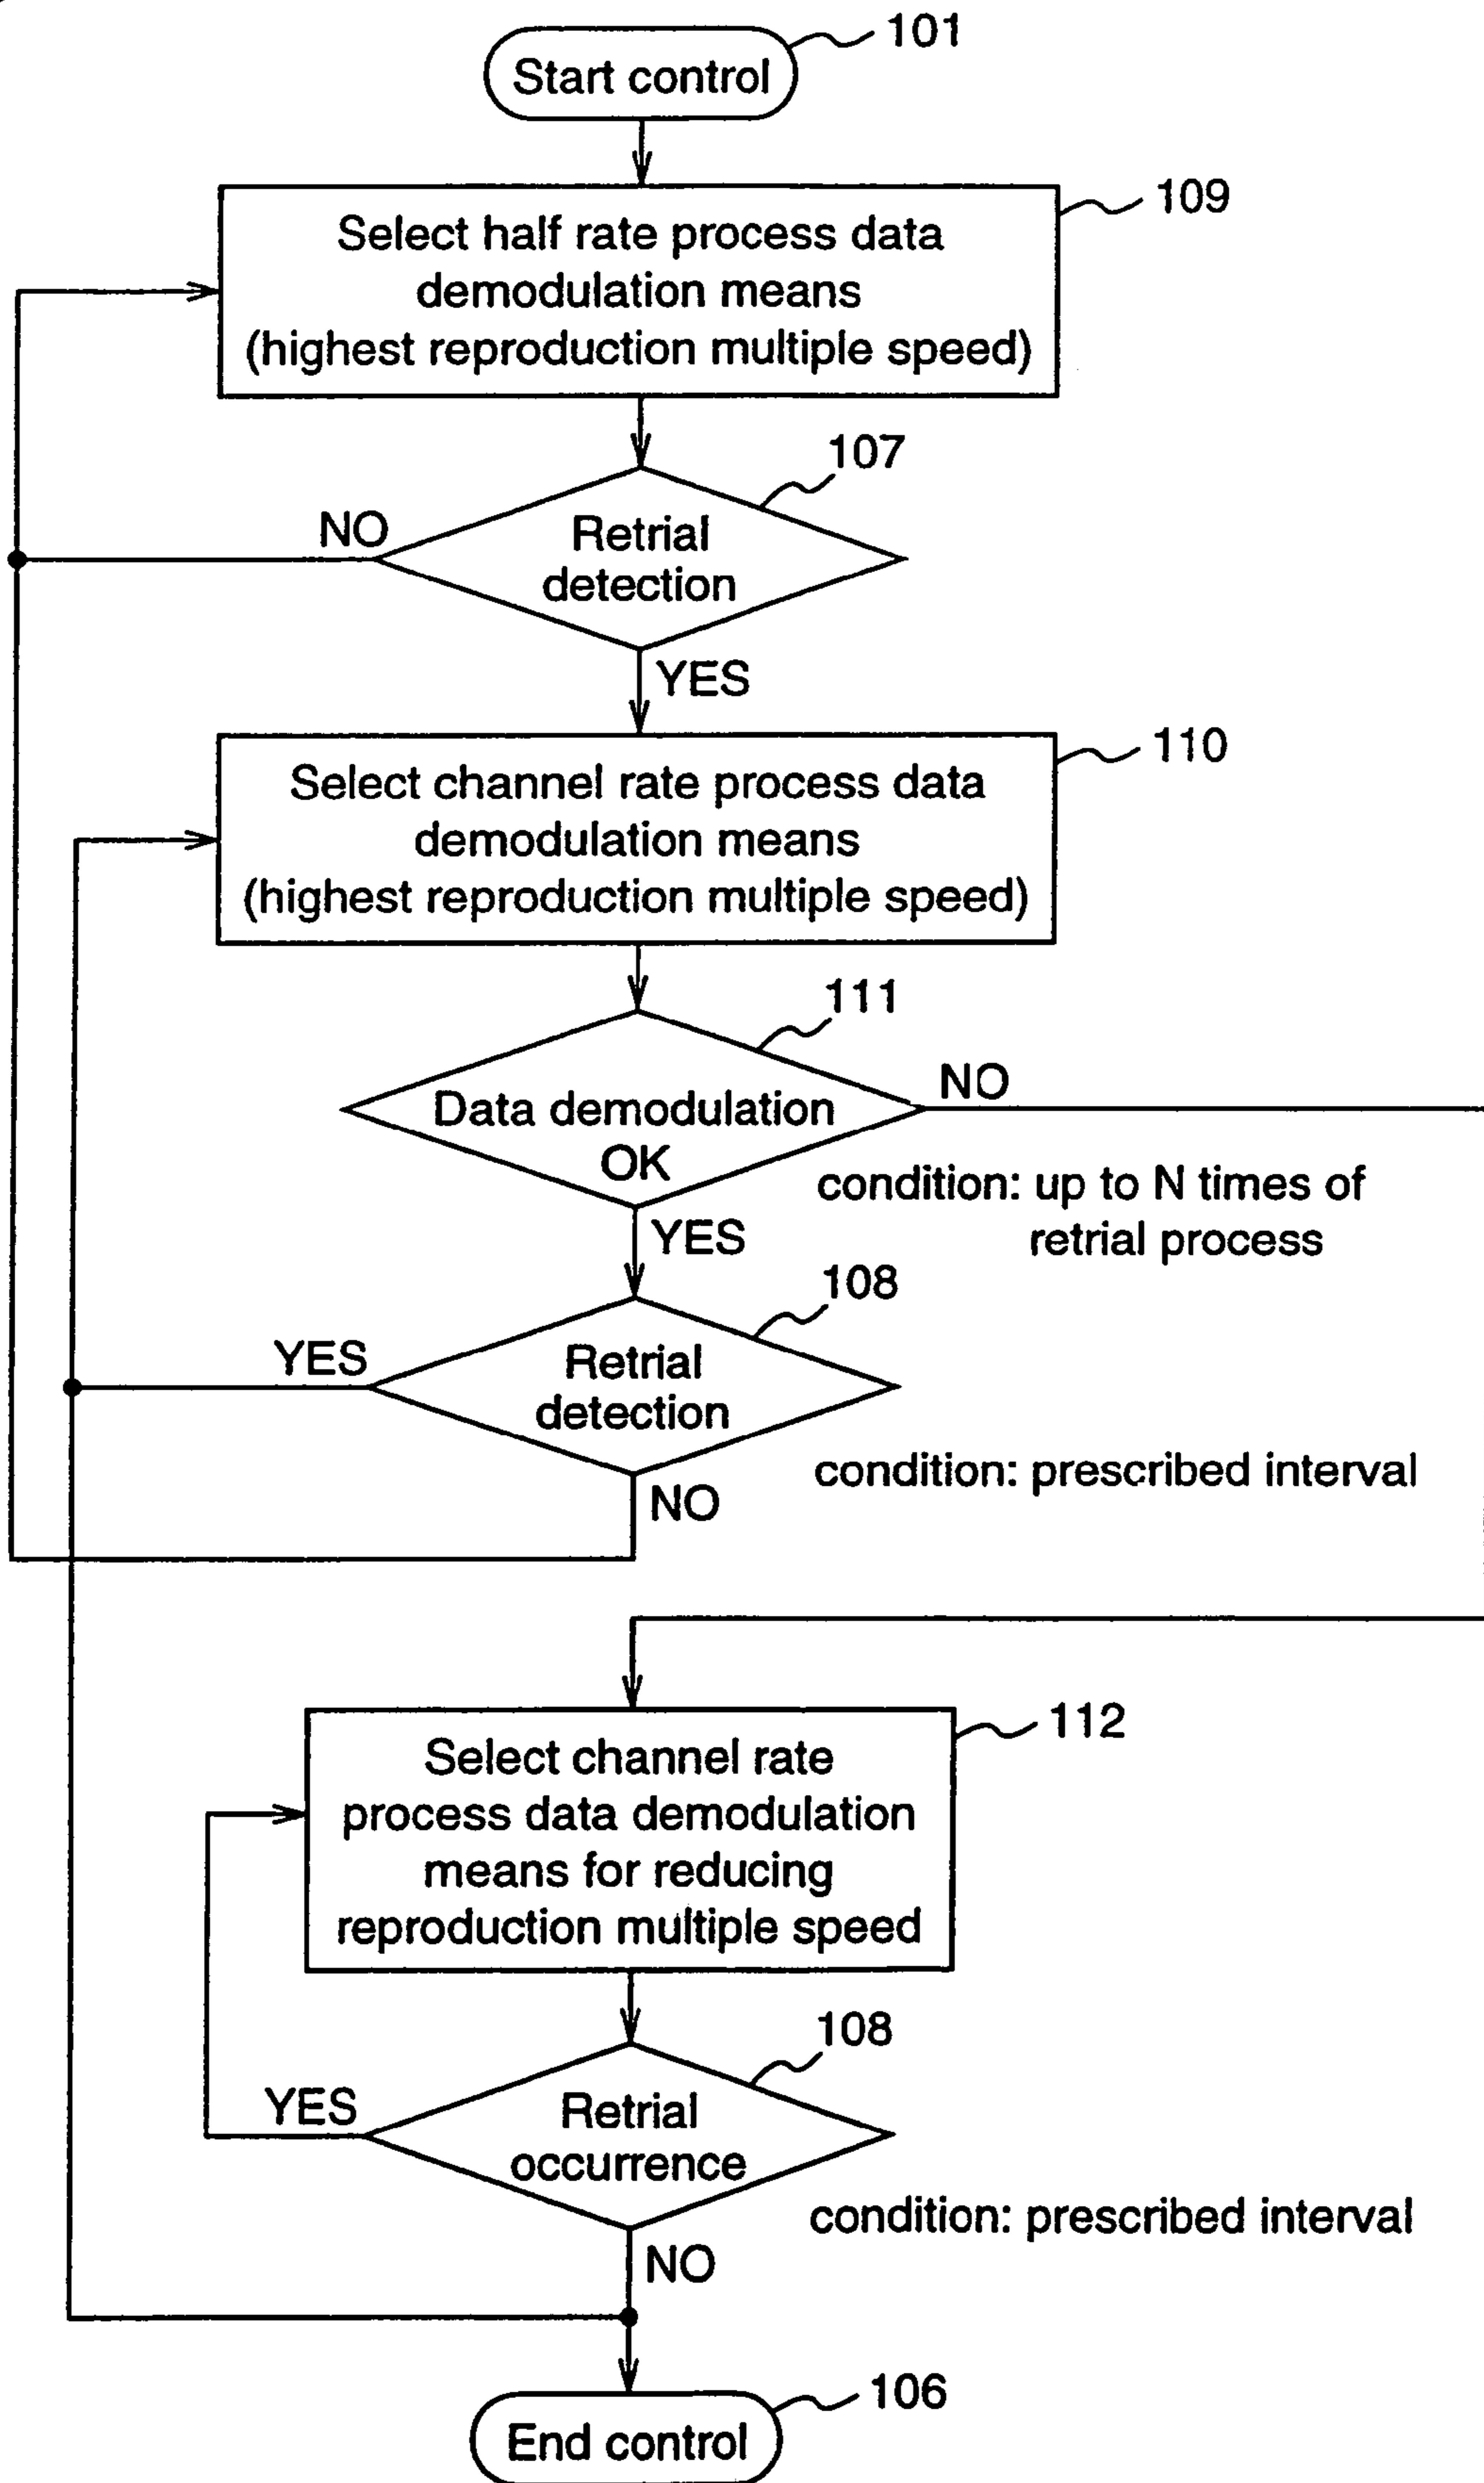 101
Start control
109
Select half rate process data
demodulation means
(highest reproduction multiple speed)
107
NO
Retrial
detection
YES
110
Select channel rate process data
demodulation means
(highest reproduction multiple speed)
111
NO
Data demodulation
OK
condition: up to N times of
retrial process
YES
108
YES
Retrial
detection
condition: prescribed interval
NO
112
Select channel rate
process data demodulation
means for reducing
reproduction multiple speed
108
YES
Retrial
occurrence
condition: prescribed interval
NO
106
End control